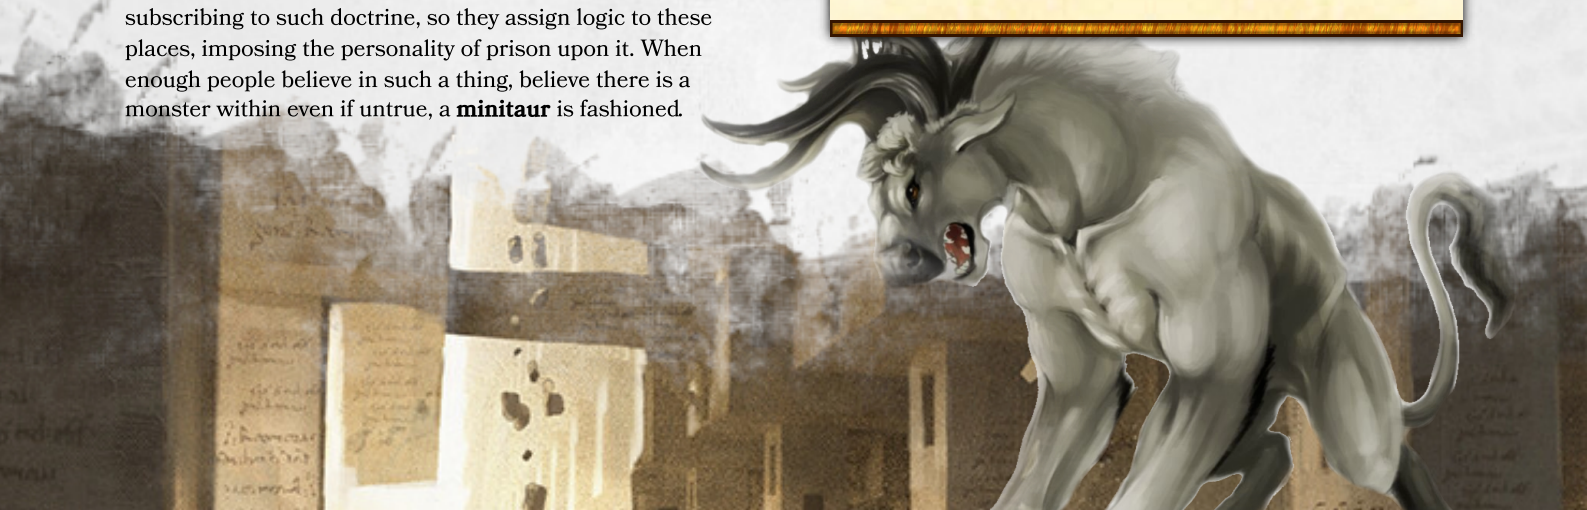 subscribing to such doctrine, so they assign logic to these
places, imposing the personality of prison upon it. When
enough people believe in such a thing, believe there is a
monster within even if untrue, a minitaur is fashioned.